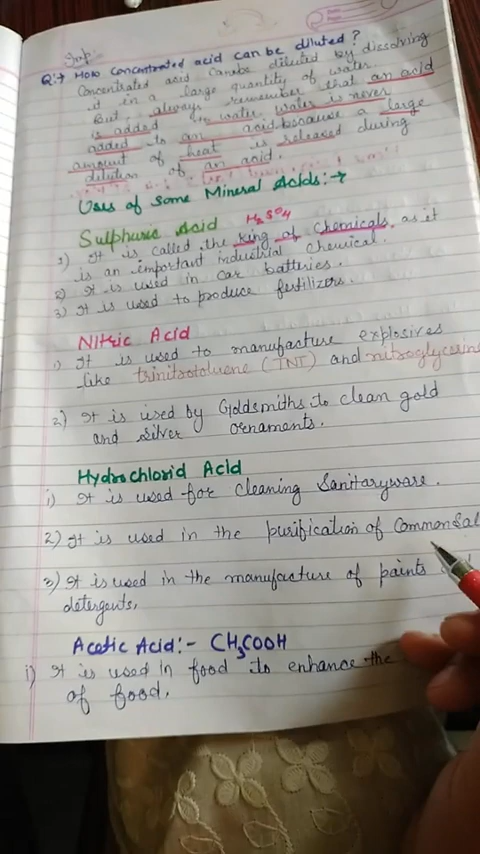 Imp:-
Q:→ How concentrated acid can be diluted?
Concentrated acid can be diluted by dissolving
it in a large quantity of water.
But, always remember that an acid
is added in water, water is never
added to an acid because a large
amount of heat is released during
dilution of an acid.
Uses of Some Mineral Acids:→
Sulphuric Acid H₂SO₄
1) It is called the king of Chemicals, as it
is an important industrial chemical.
2) It is used in car batteries.
3) It is used to produce fertilizers.
Nitric Acid
1) It is used to manufacture explosives
like trinitrotoluene (TNT) and nitroglycerine
2) It is used by Goldsmiths to clean gold
and silver ornaments.
Hydrochlorid Acid
i) It is used for cleaning Sanitaryware.
2) It is used in the purification of Common Sal
3) It is used in the manufacture of paints
detergents.
Acetic Acid:- CH₃COOH
i) It is used in food to enhance the
of food.